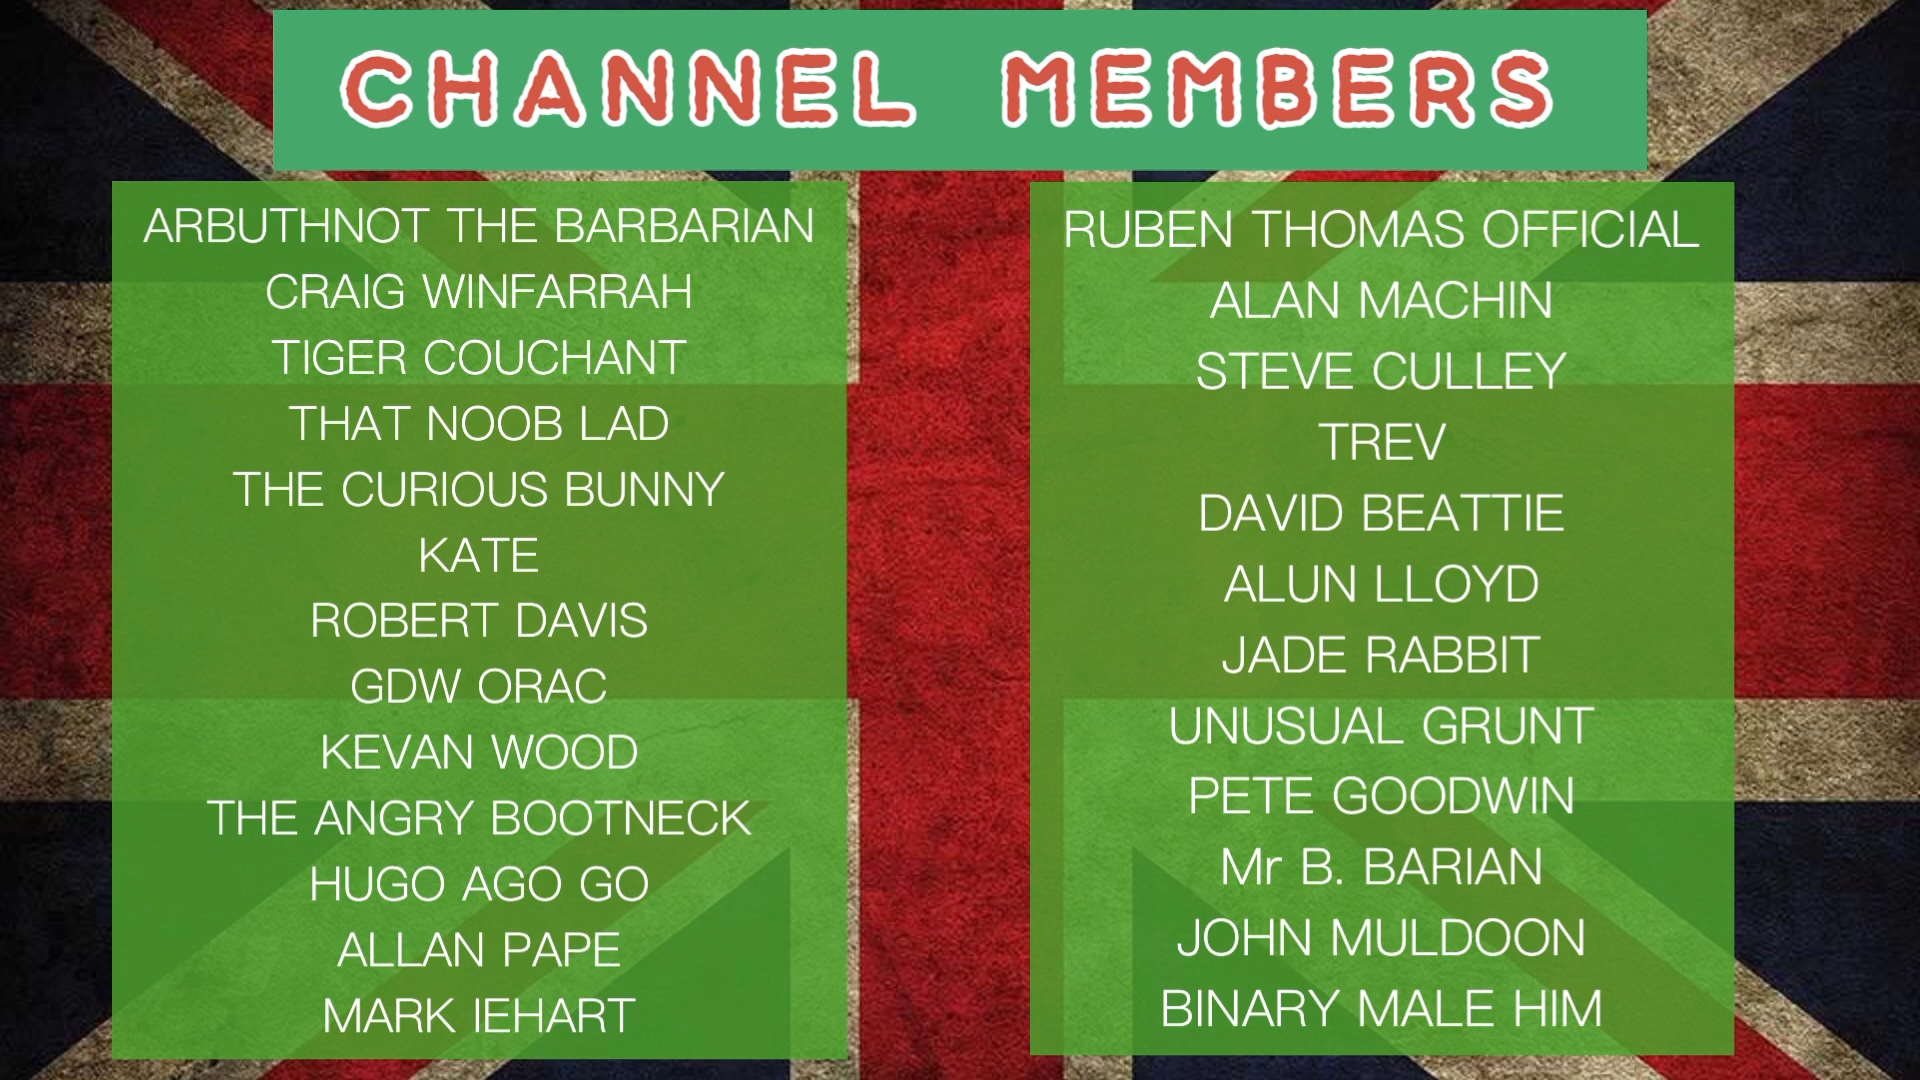 CHANNEL MEMBERS
ARBUTHNOT THE BARBARIAN
CRAIG WINFARRAH
TIGER COUCHANT
THAT NOOB LAD
THE CURIOUS BUNNY
KATE
ROBERT DAVIS
GDW ORAC
KEVAN WOOD
THE ANGRY BOOTNECK
HUGO AGO GO
ALLAN PAPE
MARK IEHART
RUBEN THOMAS OFFICIAL
ALAN MACHIN
STEVE CULLEY
TREV
DAVID BEATTIE
ALUN LLOYD
JADE RABBIT
UNUSUAL GRUNT
PETE GOODWIN
Mr B. BARIAN
JOHN MULDOON
BINARY MALE HIM